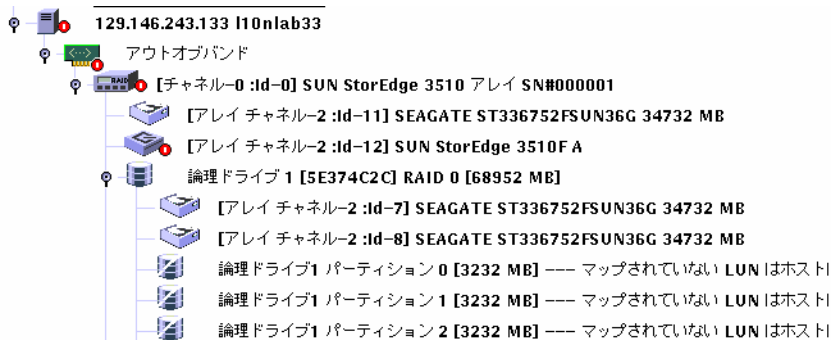 129.146.243.133 l10nlab33
アウトオブバンド
[チャネル-0 :Id-0] SUN StorEdge 3510 アレイ SN#000001
[アレイ チャネル-2 :Id-11] SEAGATE ST336752FSUN36G 34732 MB
[アレイ チャネル-2 :Id-12] SUN StorEdge 3510F A
論理ドライブ 1 [5E374C2C] RAID 0 [68952 MB]
[アレイ チャネル-2 :Id-7] SEAGATE ST336752FSUN36G 34732 MB
[アレイ チャネル-2 :Id-8] SEAGATE ST336752FSUN36G 34732 MB
論理ドライブ1 パーティション 0 [3232 MB] --- マップされていない LUN はホスト
論理ドライブ1 パーティション 1 [3232 MB] --- マップされていない LUN はホスト
論理ドライブ1 パーティション 2 [3232 MB] --- マップされていない LUN はホスト